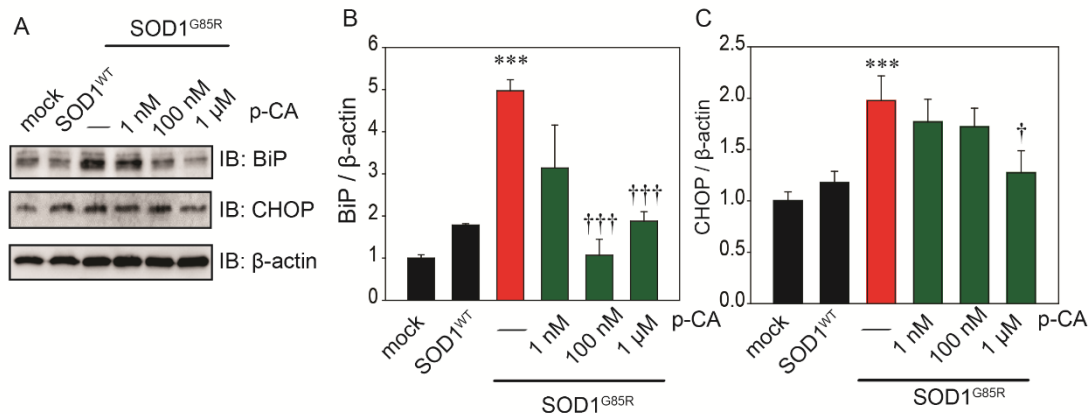 A
SOD1G85R
mock
SOD1WT
—
1 nM
100 nM
1 μM
p-CA
IB: BiP
IB: CHOP
IB: β-actin
B
BiP / β-actin
6
5
4
3
2
1
0
***
†††
†††
mock
SOD1WT
—
1 nM
100 nM
1 μM
p-CA
SOD1G85R
C
CHOP / β-actin
2.5
2.0
1.5
1.0
0.5
0.0
***
†
mock
SOD1WT
—
1 nM
100 nM
1 μM
p-CA
SOD1G85R